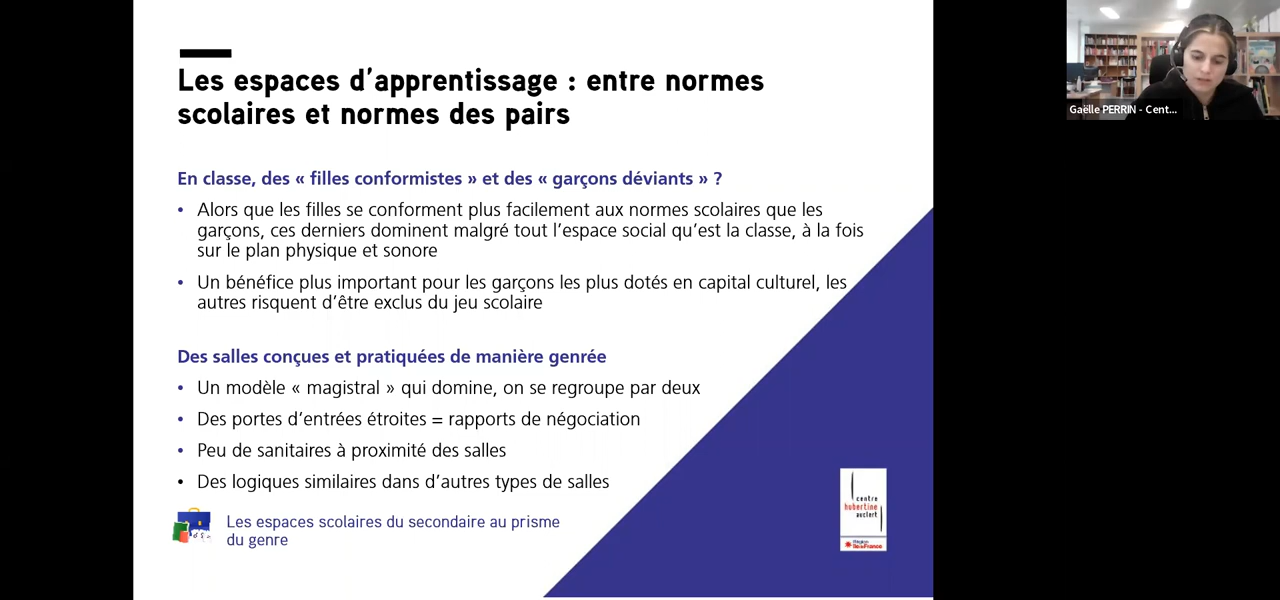 Les espaces d’apprentissage : entre normes
scolaires et normes des pairs
En classe, des « filles conformistes » et des « garçons déviants » ?
• Alors que les filles se conforment plus facilement aux normes scolaires que les
garçons, ces derniers dominent malgré tout l’espace social qu’est la classe, à la fois
sur le plan physique et sonore
• Un bénéfice plus important pour les garçons les plus dotés en capital culturel, les
autres risquent d’être exclus du jeu scolaire
Des salles conçues et pratiquées de manière genrée
• Un modèle « magistral » qui domine, on se regroupe par deux
• Des portes d’entrées étroites = rapports de négociation
• Peu de sanitaires à proximité des salles
• Des logiques similaires dans d’autres types de salles
Les espaces scolaires du secondaire au prisme
du genre
centre
hubertine
auclert
Région
îledeFrance
Gaëlle PERRIN - Cent...